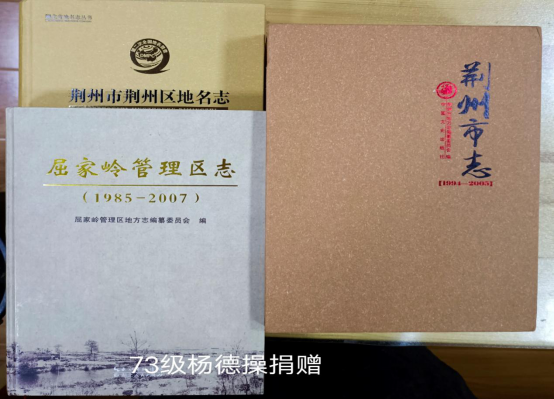 荆州市荆州区地名志
屈家岭管理区志
(1985-2007)
屈家岭管理区地方志编纂委员会 编
荆州市志
[1994-2005]
73级杨德操捐赠